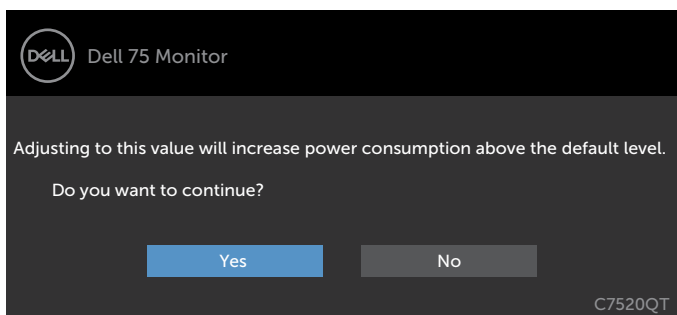 DELL
Dell 75 Monitor
Adjusting to this value will increase power consumption above the default level.
Do you want to continue?
Yes No
C7520QT